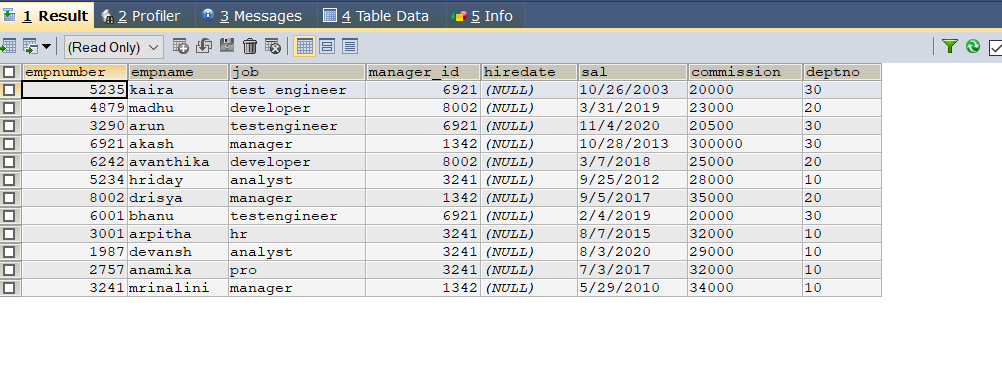 1 Result 2 Profiler 3 Messages 4 Table Data 5 Info
(Read Only)
empnumber empname job manager_id hiredate sal commission deptno
5235 kaira test engineer 6921 (NULL) 10/26/2003 20000 30
4879 madhu developer 8002 (NULL) 3/31/2019 23000 20
3290 arun testengineer 6921 (NULL) 11/4/2020 20500 30
6921 akash manager 1342 (NULL) 10/28/2013 300000 30
6242 avanthika developer 8002 (NULL) 3/7/2018 25000 20
5234 hriday analyst 3241 (NULL) 9/25/2012 28000 10
8002 drisya manager 1342 (NULL) 9/5/2017 35000 20
6001 bhanu testengineer 6921 (NULL) 2/4/2019 20000 30
3001 arpitha hr 3241 (NULL) 8/7/2015 32000 10
1987 devansh analyst 3241 (NULL) 8/3/2020 29000 10
2757 anamika pro 3241 (NULL) 7/3/2017 32000 10
3241 mrinalini manager 1342 (NULL) 5/29/2010 34000 10